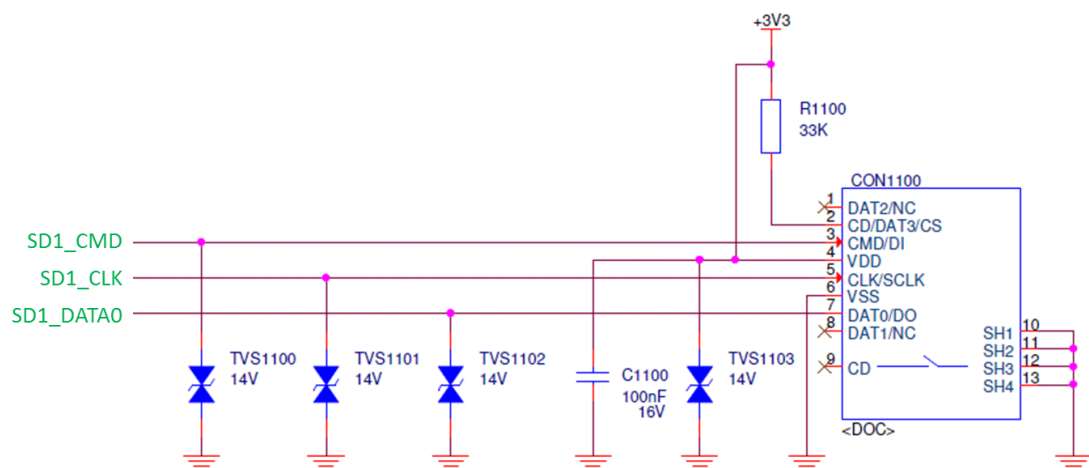 +3V3
R1100
33K
CON1100
1 DAT2/NC
2 CD/DAT3/CS
SD1_CMD
3 CMD/DI
4 VDD
SD1_CLK
5 CLK/SCLK
6 VSS
SD1_DATA0
7 DAT0/DO
8 DAT1/NC
SH1 10
SH2 11
9 CD
SH3 12
SH4 13
TVS1100
14V
TVS1101
14V
TVS1102
14V
C1100
100nF
16V
TVS1103
14V
<DOC>